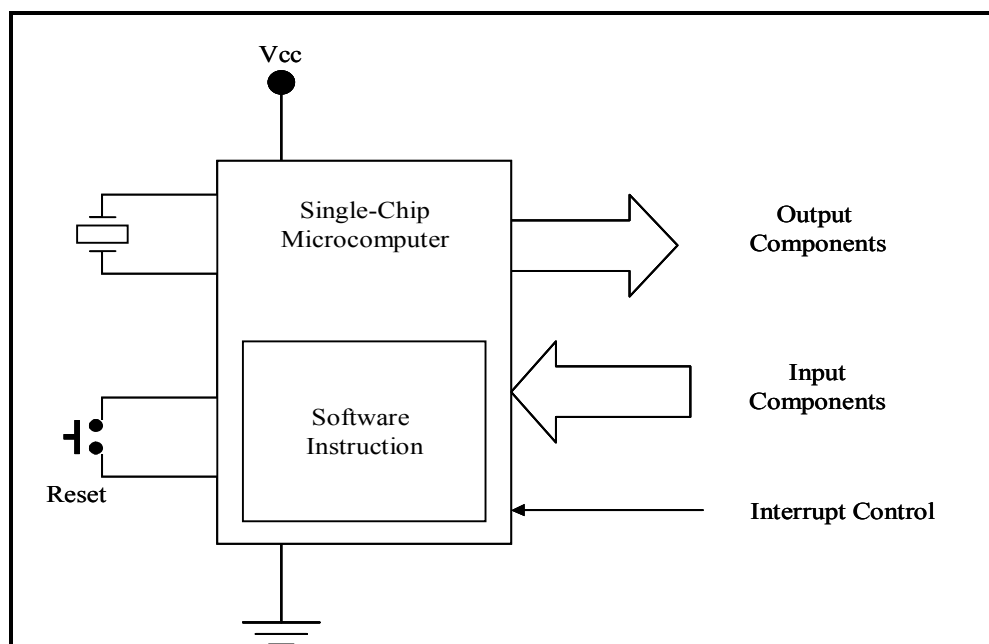 Vcc
Single-Chip
Microcomputer
Output
Components
Input
Components
Software
Instruction
Reset
Interrupt Control